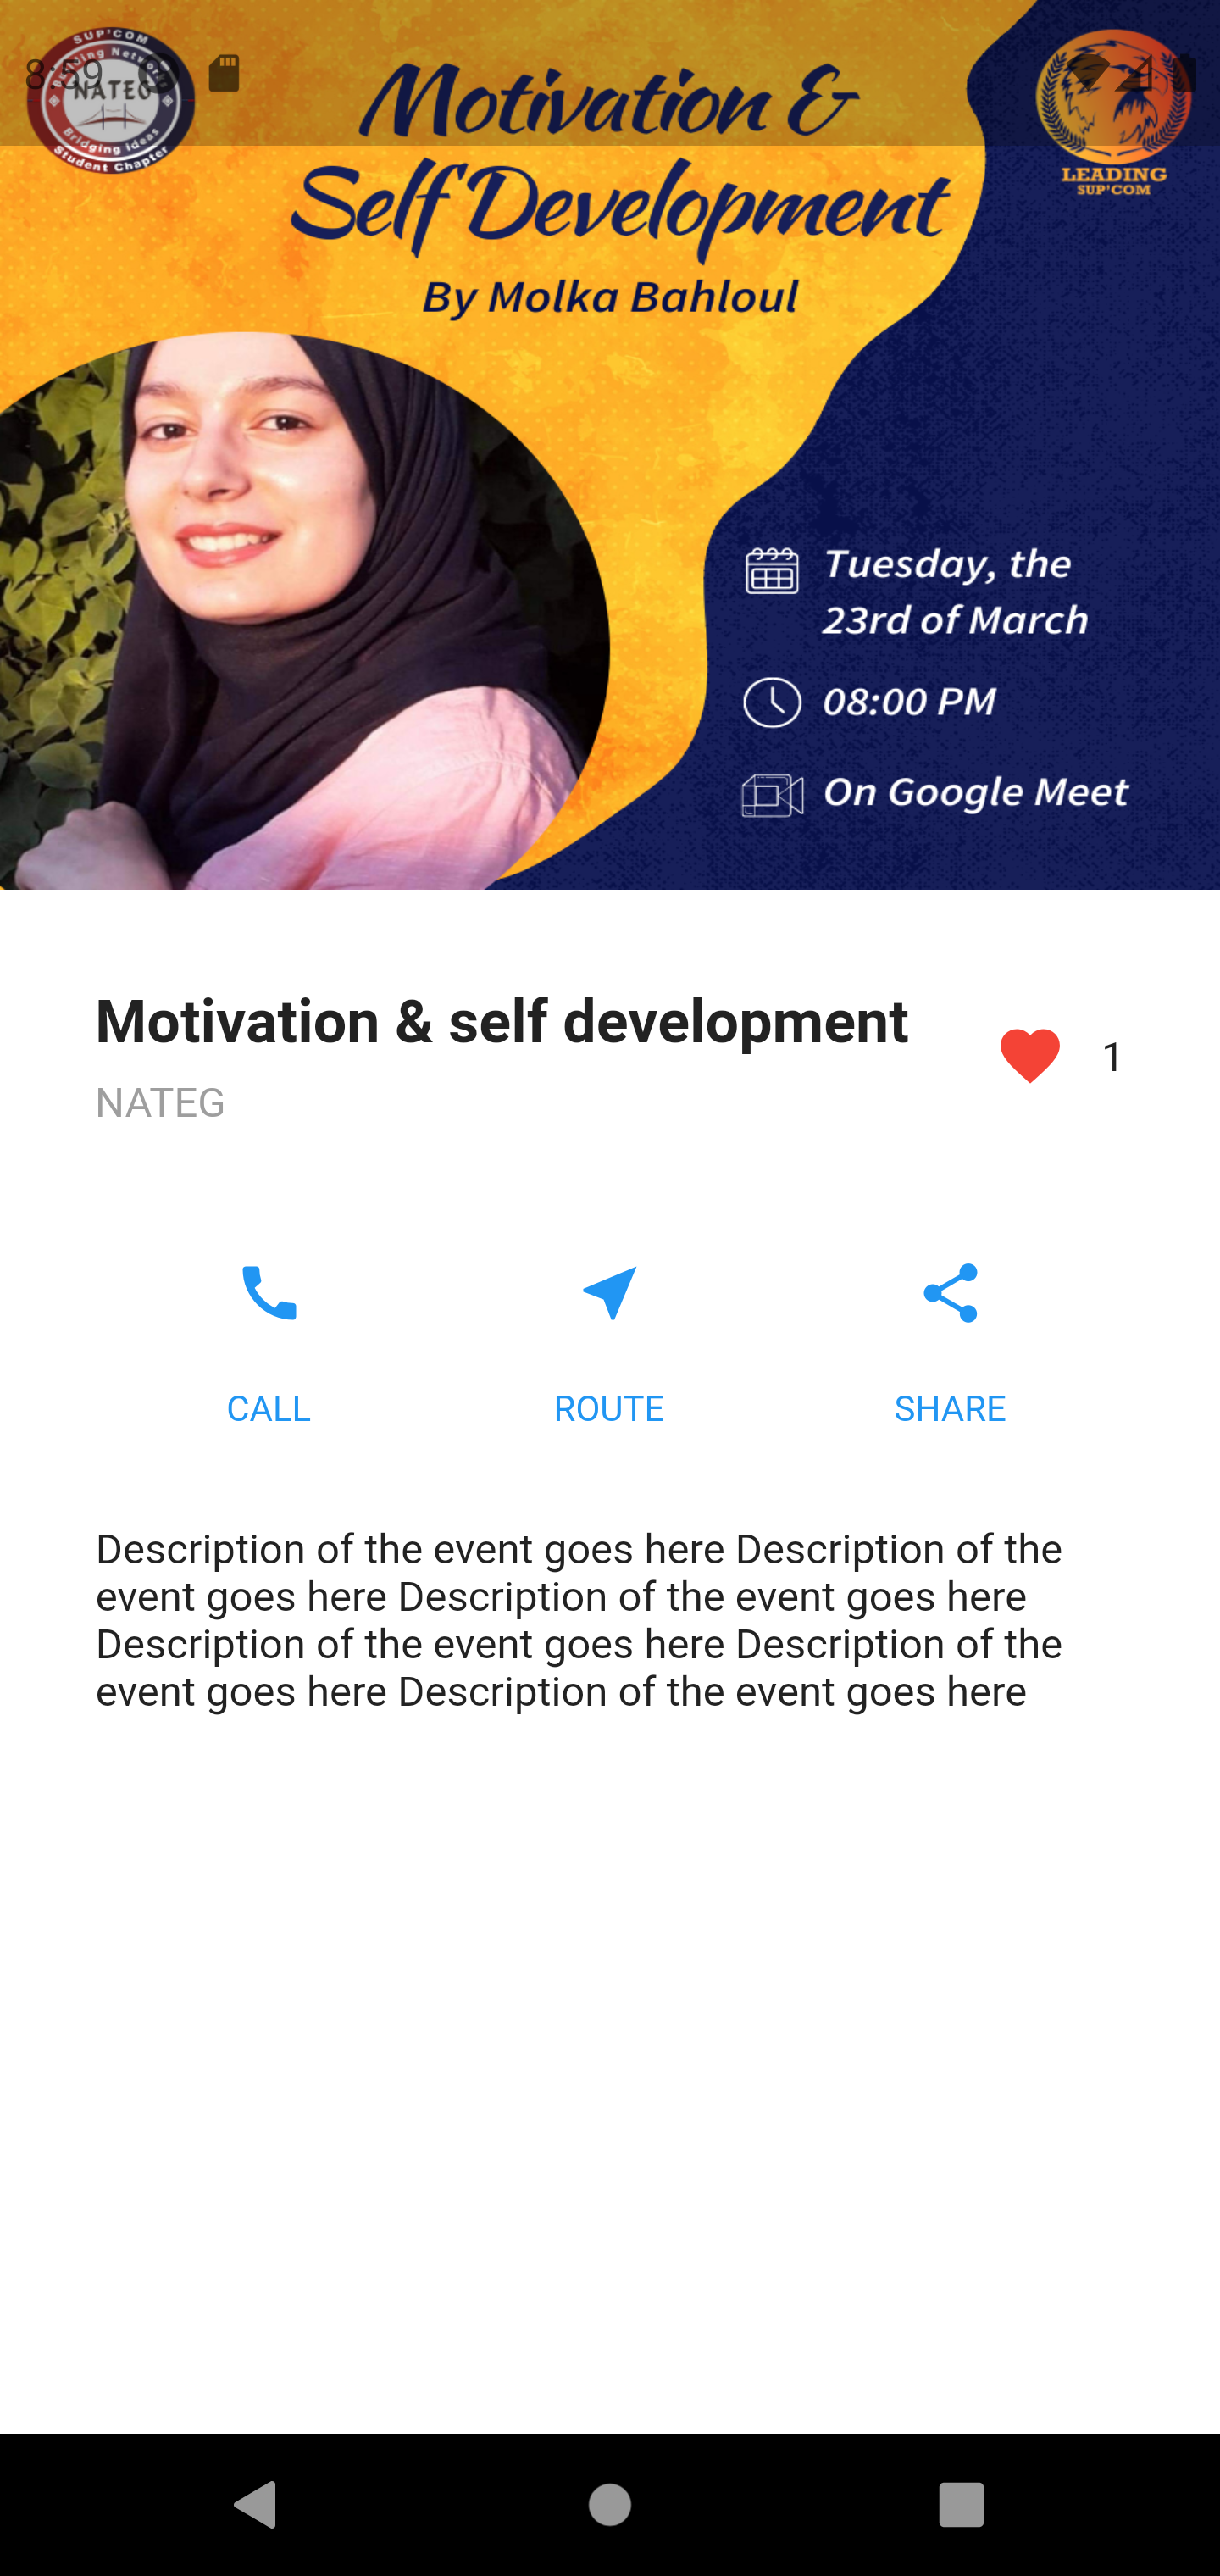 8:59
SUP'COM
Building Networks
NATEG
Bridging Ideas
Student Chapter
Motivation &
Self Development
By Molka Bahloul
LEADING
SUP'COM
Tuesday, the
23rd of March
08:00 PM
On Google Meet
Motivation & self development
1
NATEG
CALL
ROUTE
SHARE
Description of the event goes here Description of the
event goes here Description of the event goes here
Description of the event goes here Description of the
event goes here Description of the event goes here